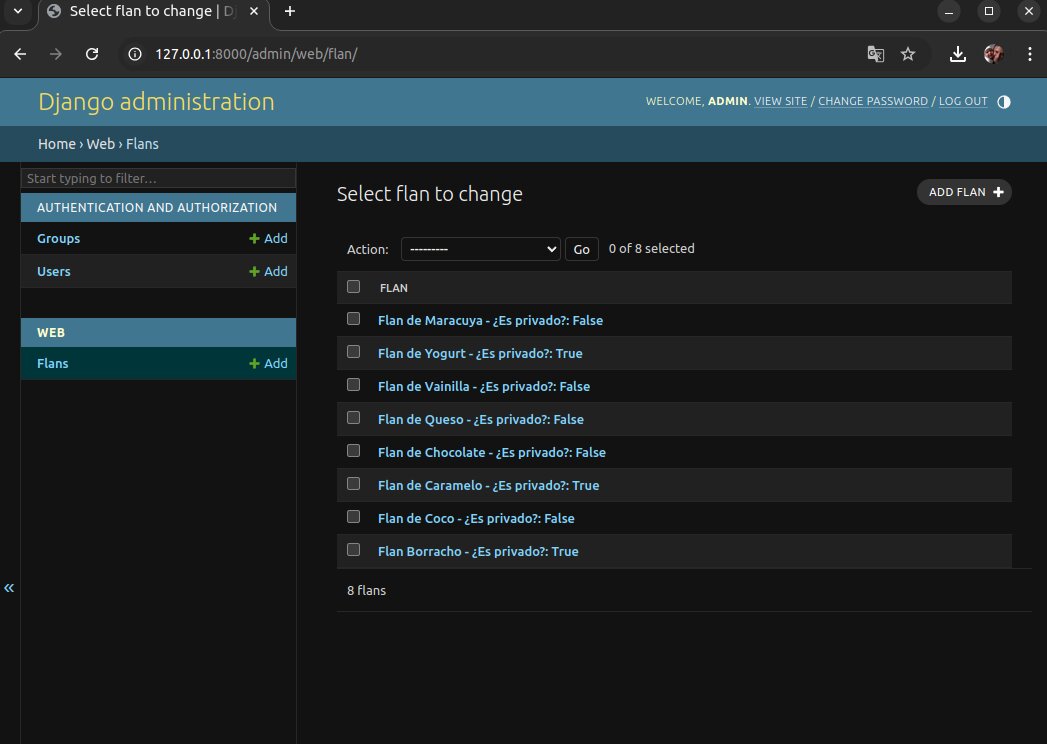 Select flan to change | D
127.0.0.1:8000/admin/web/flan/
Django administration
WELCOME, ADMIN. VIEW SITE / CHANGE PASSWORD / LOG OUT
Home › Web › Flans
Start typing to filter…
AUTHENTICATION AND AUTHORIZATION
Groups + Add
Users + Add
WEB
Flans + Add
«
Select flan to change
ADD FLAN +
Action: --------- Go 0 of 8 selected
FLAN
Flan de Maracuya - ¿Es privado?: False
Flan de Yogurt - ¿Es privado?: True
Flan de Vainilla - ¿Es privado?: False
Flan de Queso - ¿Es privado?: False
Flan de Chocolate - ¿Es privado?: False
Flan de Caramelo - ¿Es privado?: True
Flan de Coco - ¿Es privado?: False
Flan Borracho - ¿Es privado?: True
8 flans